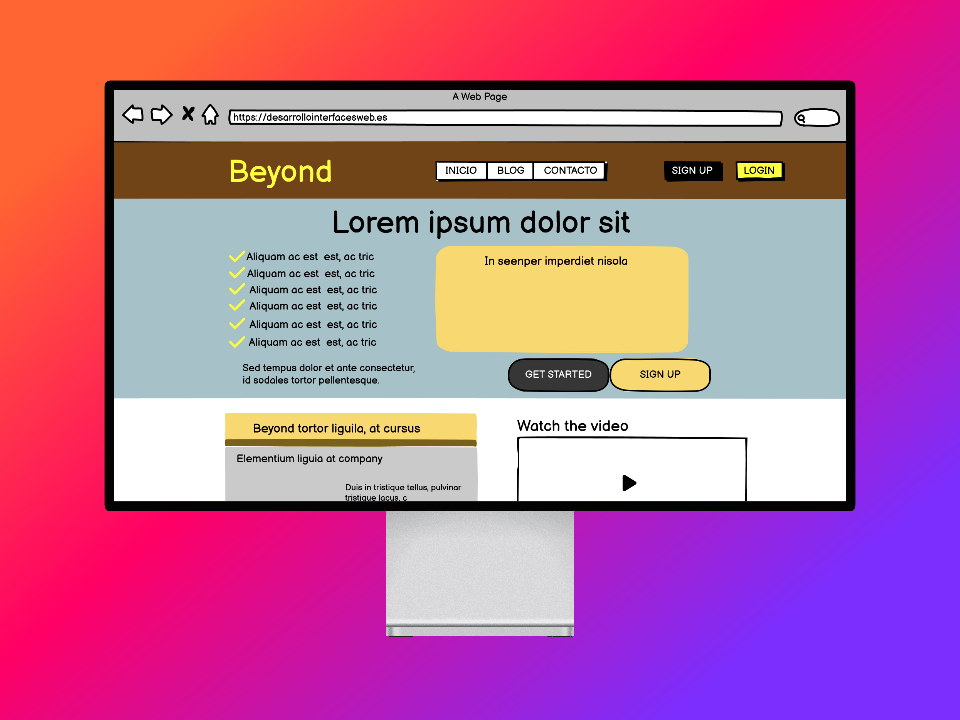 A Web Page
https://desarrollointerfacesweb.es
Beyond
INICIO BLOG CONTACTO
SIGN UP LOGIN
Lorem ipsum dolor sit
Aliquam ac est est, ac tric
Aliquam ac est est, ac tric
Aliquam ac est est, ac tric
Aliquam ac est est, ac tric
Aliquam ac est est, ac tric
Aliquam ac est est, ac tric
Sed tempus dolor et ante consectetur,
id sodales tortor pellentesque.
In seenper imperdiet nisola
GET STARTED SIGN UP
Beyond tortor liguila, at cursus
Elementium liguia at company
Duis in tristique tellus, pulvinar
tristique lacus, c
Watch the video